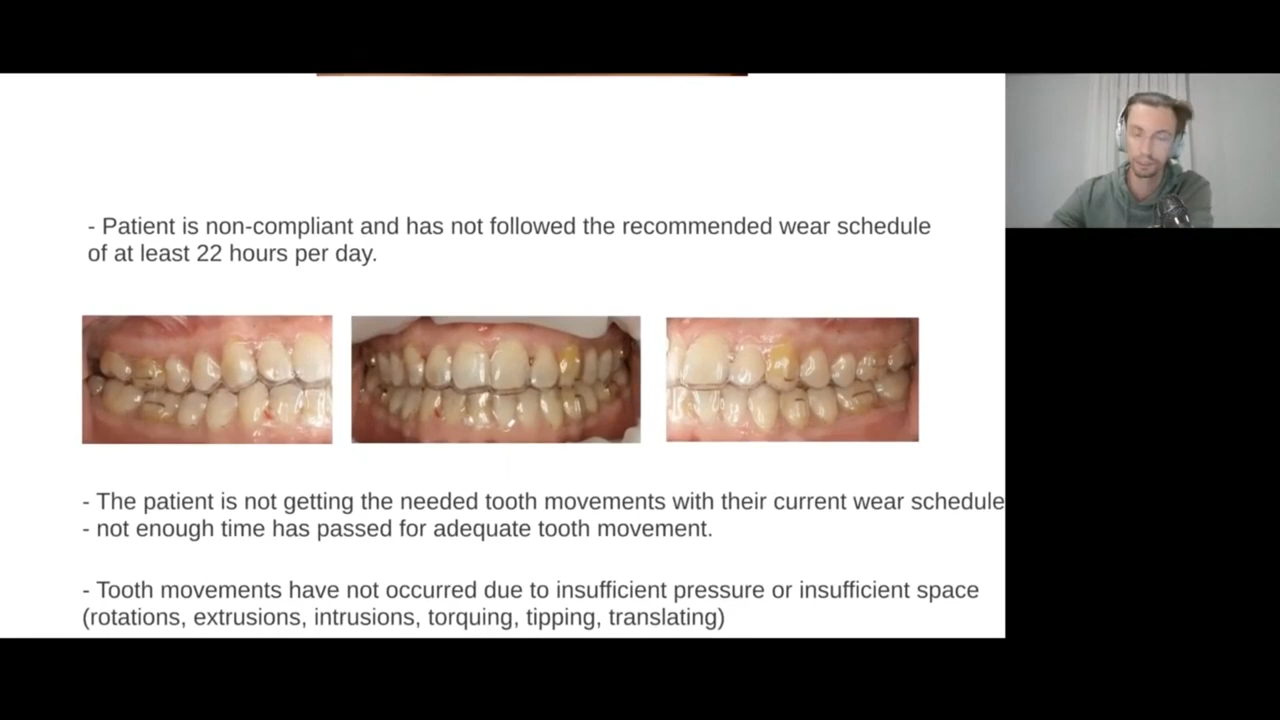 - Patient is non-compliant and has not followed the recommended wear schedule
of at least 22 hours per day.
- The patient is not getting the needed tooth movements with their current wear schedule
- not enough time has passed for adequate tooth movement.
- Tooth movements have not occurred due to insufficient pressure or insufficient space
(rotations, extrusions, intrusions, torquing, tipping, translating)